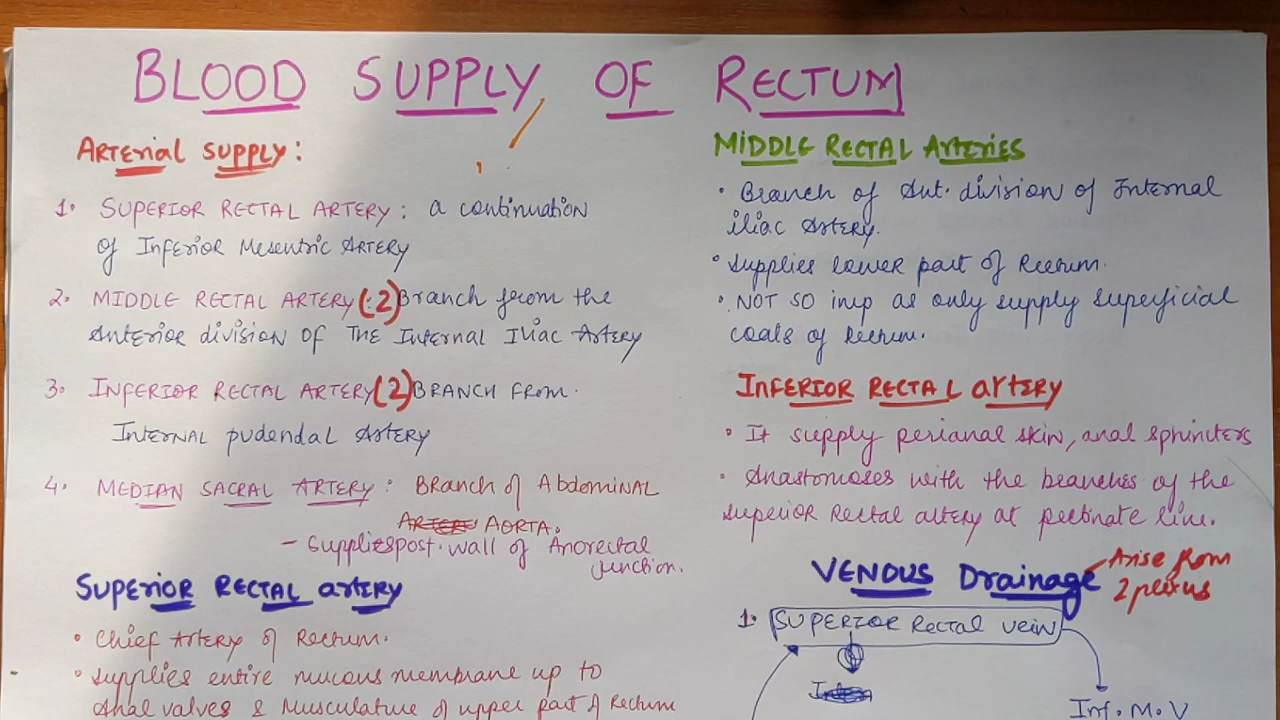 BLOOD SUPPLY OF RECTUM
ARTERIAL SUPPLY:
1. SUPERIOR RECTAL ARTERY: a continuation
of Inferior Mesentric ARTERY
2. MIDDLE RECTAL ARTERY (:2) Branch from the
Anterior division OF THE Internal Iliac Artery
3. INFERIOR RECTAL ARTERY (2) BRANCH FROM.
INTERNAL pudendal Artery
4. MEDIAN SACRAL ARTERY: BRANCH of Abdominal
ARTERY AORTA.
- Supplies post. wall of Anorectal
junction.
SUPERIOR RECTAL ARTERY
• Chief Artery of Rectum.
• Supplies entire mucous membrane up to
Anal valves & Musculature of upper part of Rectum
MIDDLE RECTAL ARTERIES
• Branch of Ant. division of Internal
iliac Artery.
• Supplies lower part of Rectum.
• NOT SO imp as only supply superficial
coats of Rectum.
INFERIOR RECTAL ARTERY
• It supply perianal skin, anal sphincters
• Anastomoses with the branches of the
superior Rectal artery at pectinate line.
VENOUS Drainage
Arise from
2 plexus
1. SUPERIOR RECTAL VEIN
Inf. M. V